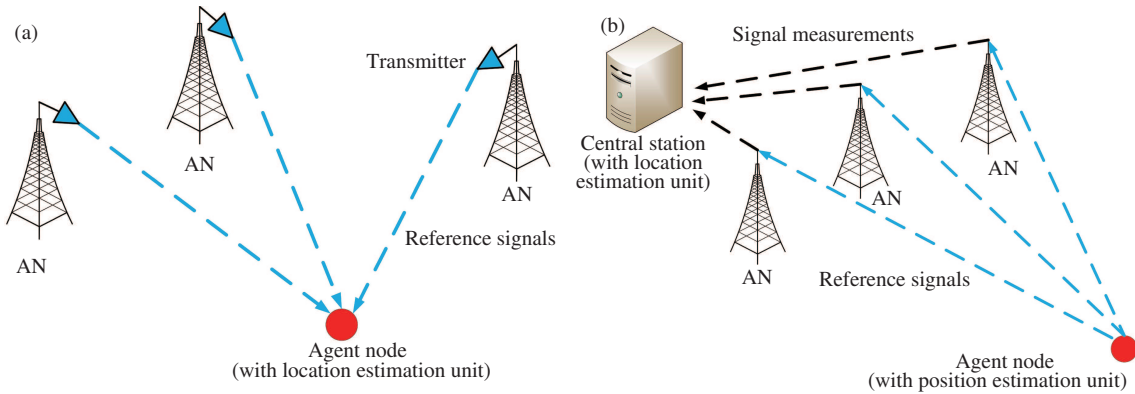 (a)
AN
AN
Transmitter
AN
Reference signals
Agent node
(with location estimation unit)
(b)
Signal measurements
Central station
(with location
estimation unit)
AN
AN
AN
Reference signals
Agent node
(with position estimation unit)